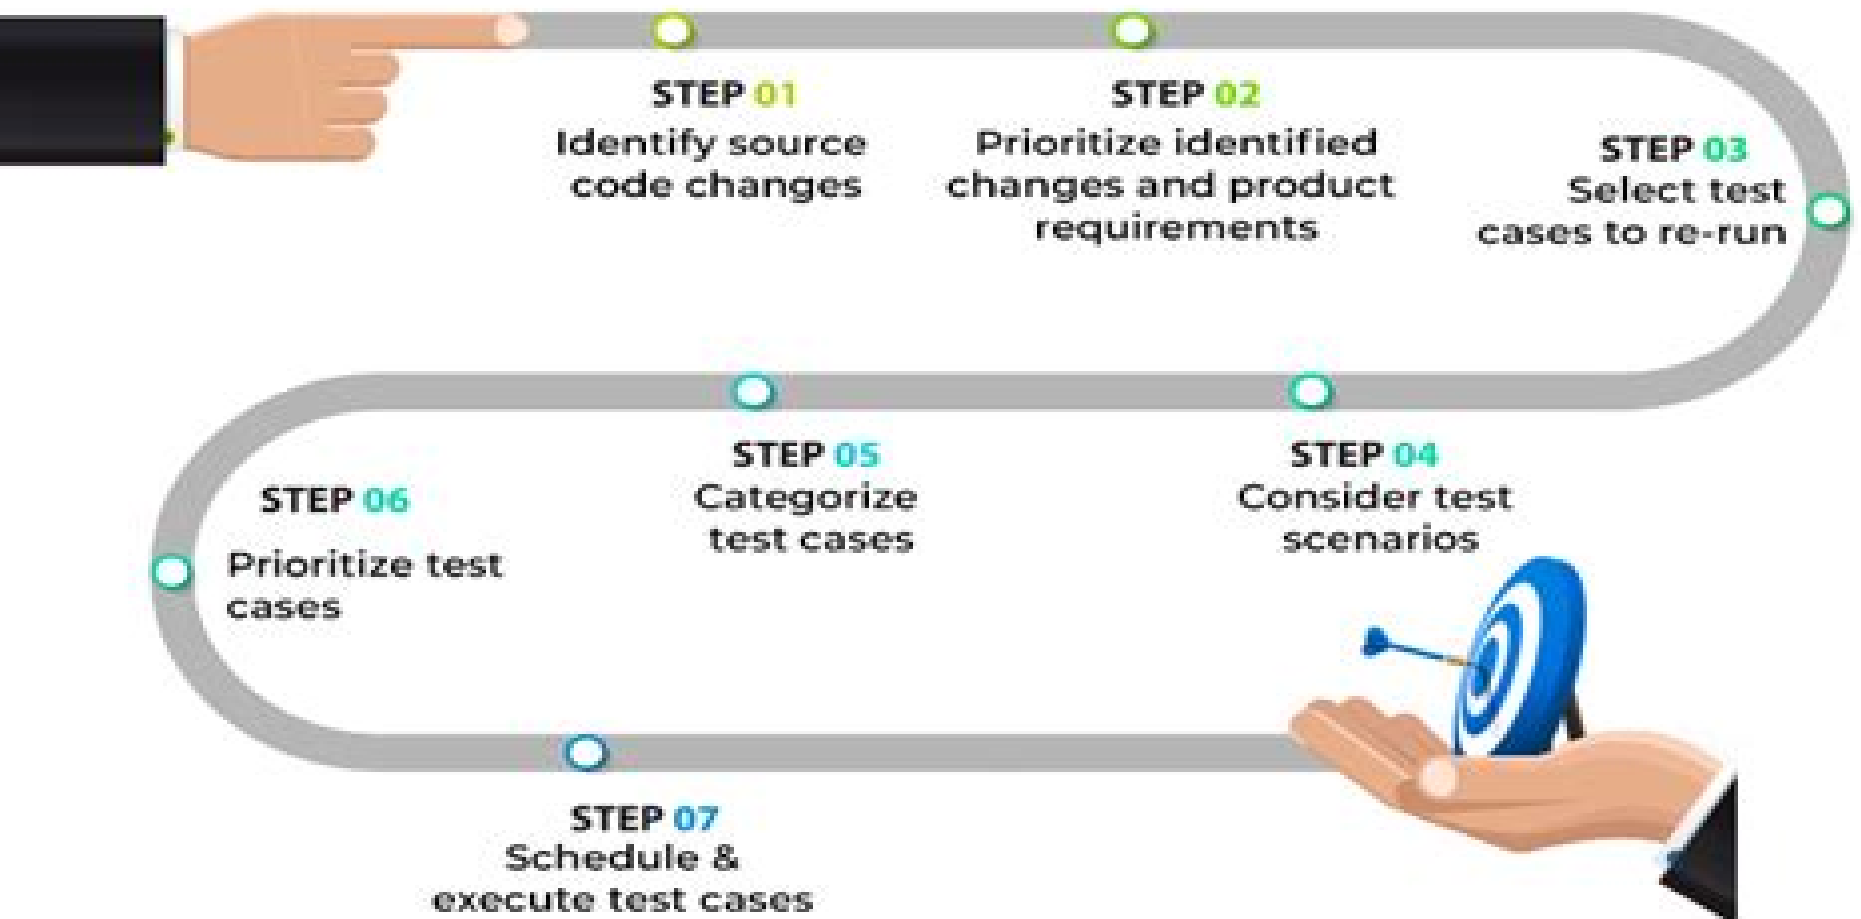 STEP 01
Identify source
code changes
STEP 02
Prioritize identified
changes and product
requirements
STEP 03
Select test
cases to re-run
STEP 04
Consider test
scenarios
STEP 05
Categorize
test cases
STEP 06
Prioritize test
cases
STEP 07
Schedule &
execute test cases